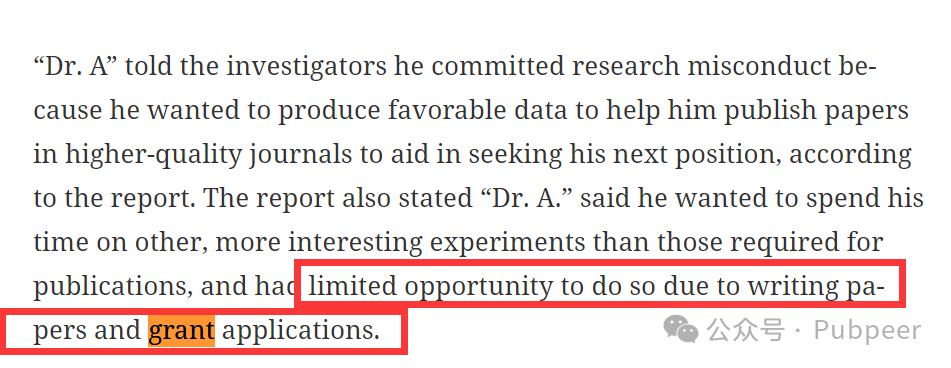 “Dr. A” told the investigators he committed research misconduct be-
cause he wanted to produce favorable data to help him publish papers
in higher-quality journals to aid in seeking his next position, according
to the report. The report also stated “Dr. A.” said he wanted to spend his
time on other, more interesting experiments than those required for
publications, and had limited opportunity to do so due to writing pa-
pers and grant applications.
公众号 · Pubpeer